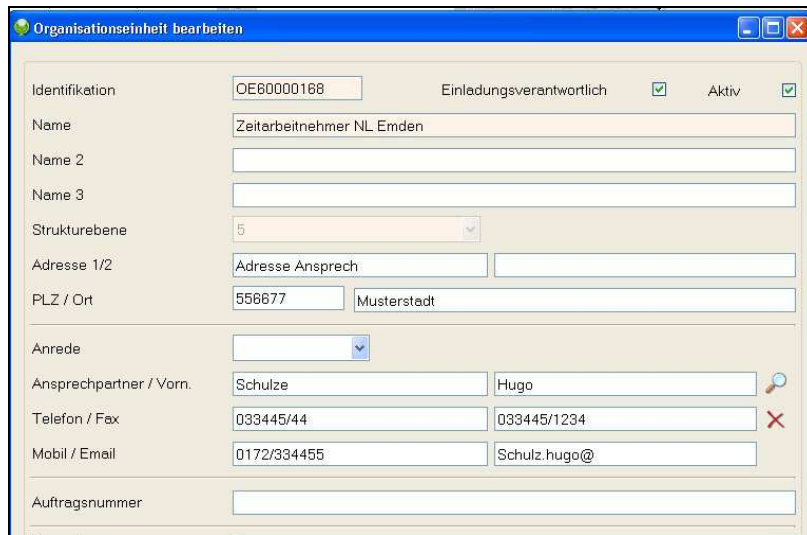 Organisationseinheit bearbeiten
Identifikation OE60000168 Einladungsverantwortlich Aktiv
Name Zeitarbeitnehmer NL Emden
Name 2
Name 3
Strukturebene 5
Adresse 1/2 Adresse Ansprech
PLZ / Ort 556677 Musterstadt
Anrede
Ansprechpartner / Vorn. Schulze Hugo
Telefon / Fax 033445/44 033445/1234
Mobil / Email 0172/334455 Schulz.hugo@
Auftragsnummer